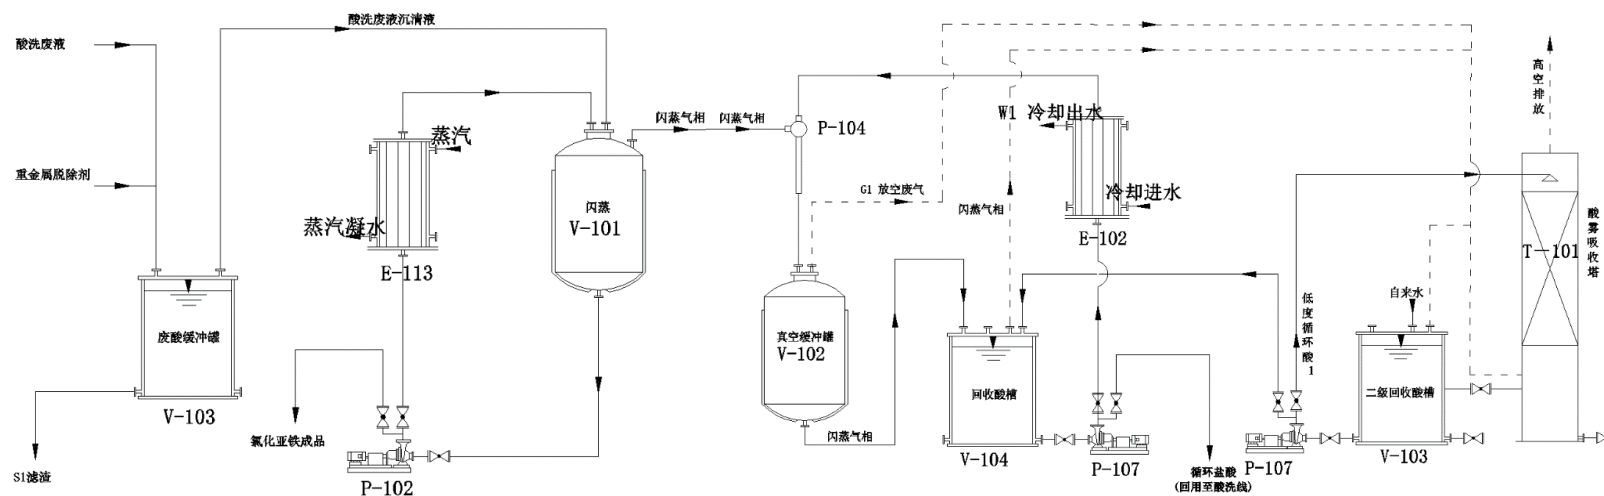 酸洗废液沉清液
酸洗废液
重金属脱除剂
废酸缓冲罐
V-103
S1滤渣
蒸汽
蒸汽凝水
E-113
氯化亚铁成品
P-102
闪蒸
V-101
闪蒸气相
闪蒸气相
P-104
G1 放空废气
真空缓冲罐
V-102
闪蒸气相
闪蒸气相
W1 冷却出水
冷却进水
E-102
回收酸槽
V-104
P-107
循环盐酸
(回用至酸洗线)
低度循环酸1
P-107
自来水
二级回收酸槽
V-103
高空排放
T-101
酸雾吸收塔